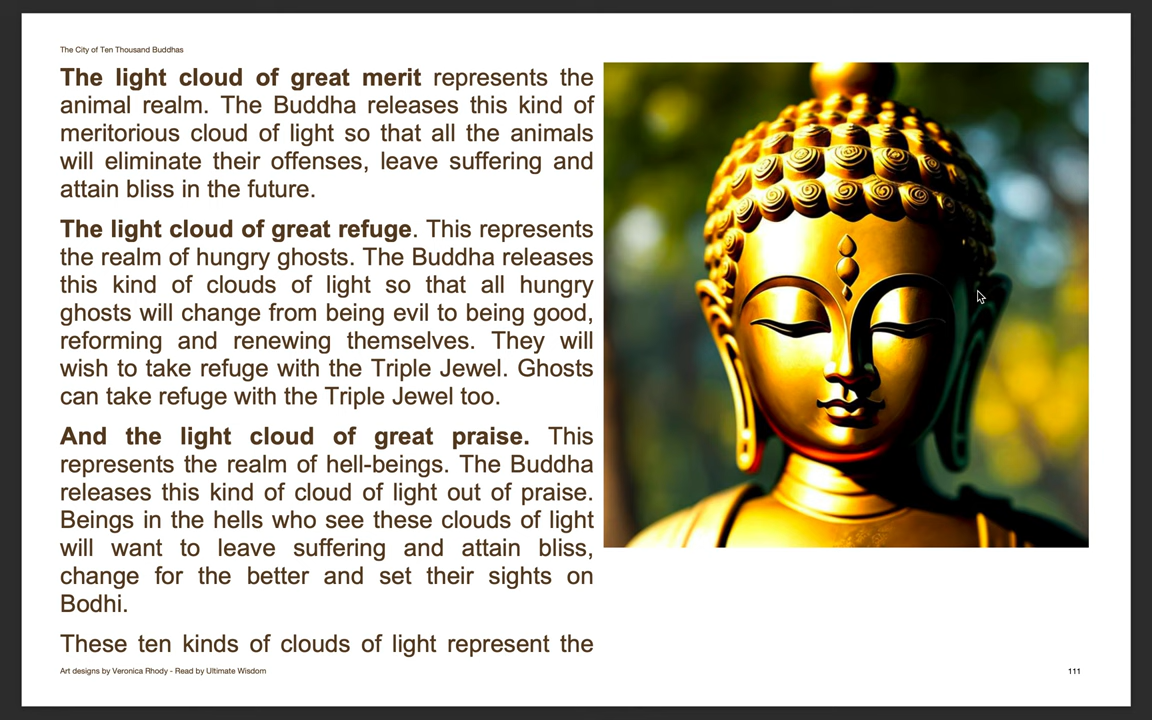 The City of Ten Thousand Buddhas
The light cloud of great merit represents the
animal realm. The Buddha releases this kind of
meritorious cloud of light so that all the animals
will eliminate their offenses, leave suffering and
attain bliss in the future.
The light cloud of great refuge. This represents
the realm of hungry ghosts. The Buddha releases
this kind of clouds of light so that all hungry
ghosts will change from being evil to being good,
reforming and renewing themselves. They will
wish to take refuge with the Triple Jewel. Ghosts
can take refuge with the Triple Jewel too.
And the light cloud of great praise. This
represents the realm of hell-beings. The Buddha
releases this kind of cloud of light out of praise.
Beings in the hells who see these clouds of light
will want to leave suffering and attain bliss,
change for the better and set their sights on
Bodhi.
These ten kinds of clouds of light represent the
Art designs by Veronica Rhody - Read by Ultimate Wisdom
111